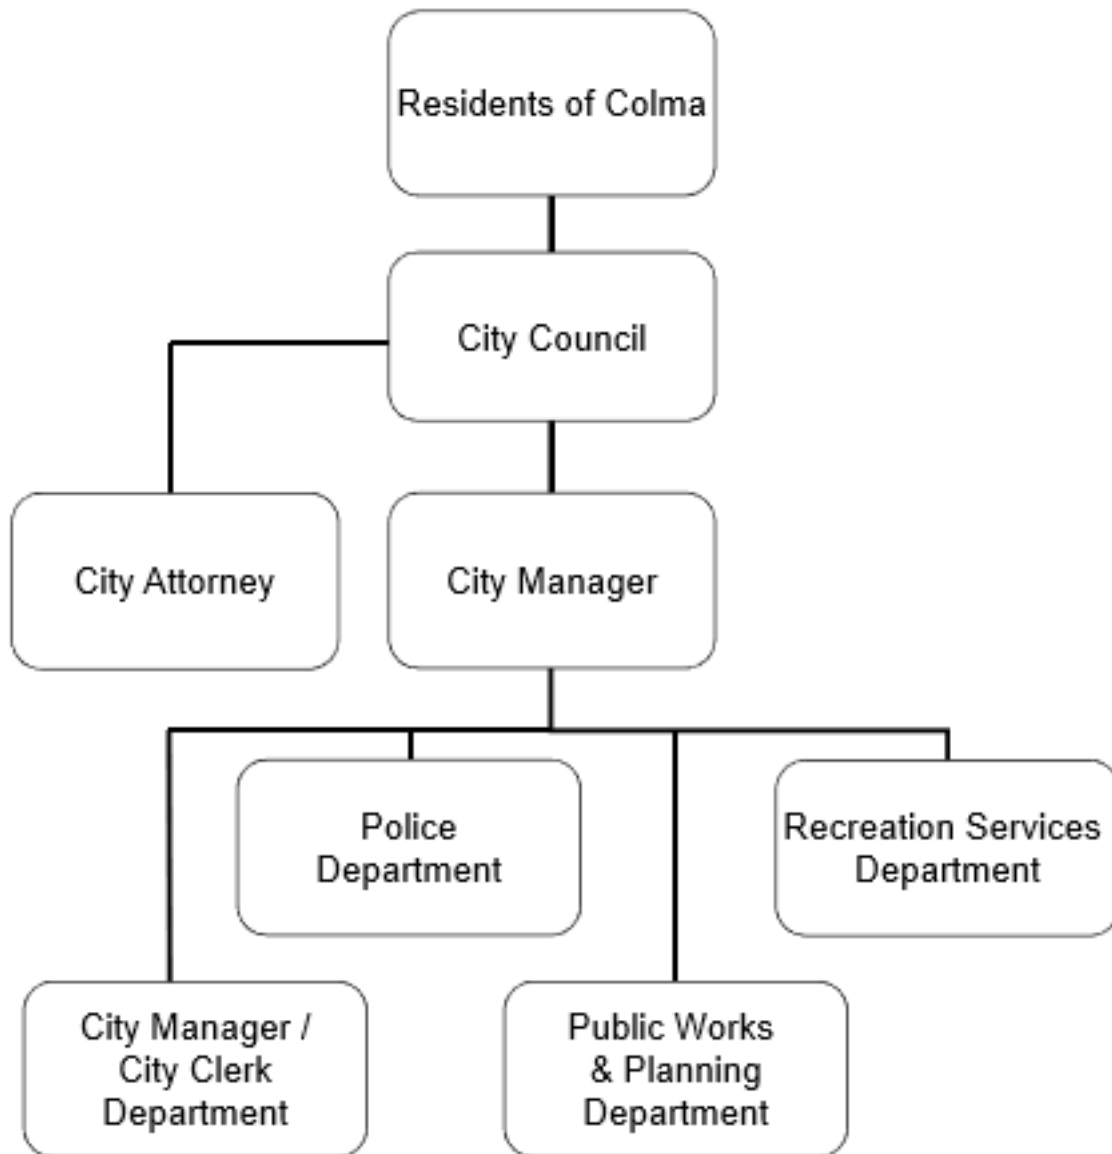 Residents of Colma
City Council
City Attorney
City Manager
Police
Department
Recreation Services
Department
City Manager /
City Clerk
Department
Public Works
& Planning
Department